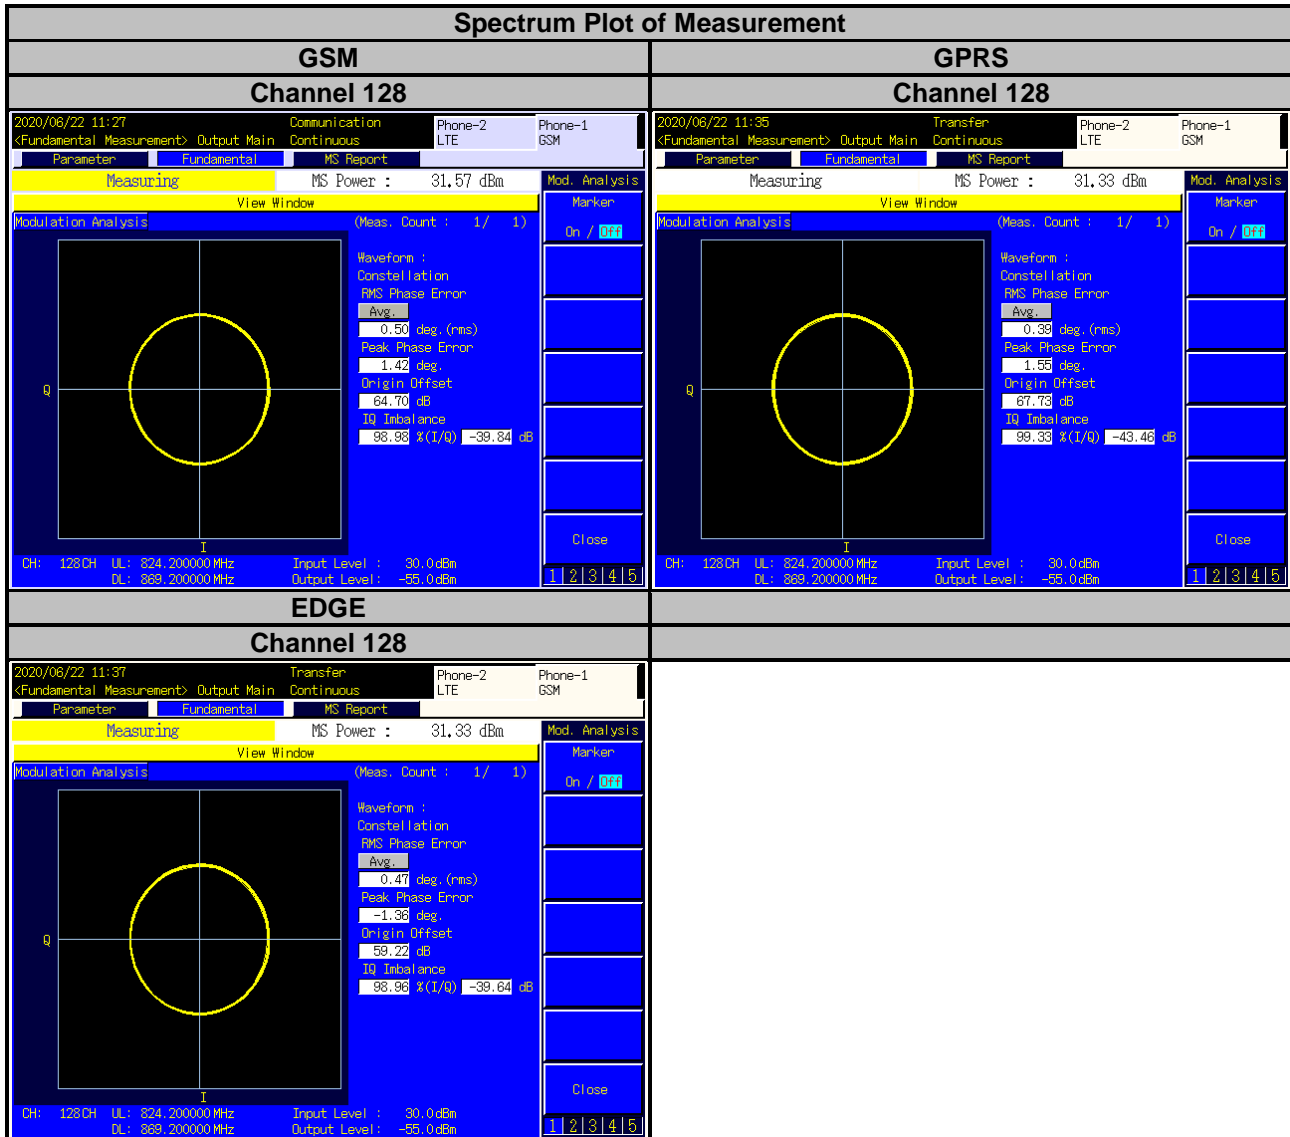 Spectrum Plot of Measurement
GSM
GPRS
Channel 128
Channel 128
2020/06/22 11:27 Communication Phone-2 Phone-1
<Fundamental Measurement> Output Main Continuous LTE GSM
Parameter Fundamental MS Report
Measuring MS Power : 31.57 dBm Mod. Analysis
View Window Marker
Modulation Analysis (Meas. Count : 1/ 1) On / Off
Waveform :
Constellation
RMS Phase Error
Avg.
0.50 deg.(rms)
Peak Phase Error
1.42 deg.
Q Origin Offset
64.70 dB
IQ Imbalance
98.98 %(I/Q) -39.84 dB
I Close
CH: 128CH UL: 824.200000MHz Input Level : 30.0dBm
DL: 869.200000MHz Output Level: -55.0dBm 1 2 3 4 5
2020/06/22 11:35 Transfer Phone-2 Phone-1
<Fundamental Measurement> Output Main Continuous LTE GSM
Parameter Fundamental MS Report
Measuring MS Power : 31.33 dBm Mod. Analysis
View Window Marker
Modulation Analysis (Meas. Count : 1/ 1) On / Off
Waveform :
Constellation
RMS Phase Error
Avg.
0.39 deg.(rms)
Peak Phase Error
1.55 deg.
Q Origin Offset
67.73 dB
IQ Imbalance
99.33 %(I/Q) -43.46 dB
I Close
CH: 128CH UL: 824.200000MHz Input Level : 30.0dBm
DL: 869.200000MHz Output Level: -55.0dBm 1 2 3 4 5
EDGE
Channel 128
2020/06/22 11:37 Transfer Phone-2 Phone-1
<Fundamental Measurement> Output Main Continuous LTE GSM
Parameter Fundamental MS Report
Measuring MS Power : 31.33 dBm Mod. Analysis
View Window Marker
Modulation Analysis (Meas. Count : 1/ 1) On / Off
Waveform :
Constellation
RMS Phase Error
Avg.
0.47 deg.(rms)
Peak Phase Error
-1.36 deg.
Q Origin Offset
59.22 dB
IQ Imbalance
98.96 %(I/Q) -39.64 dB
I Close
CH: 128CH UL: 824.200000MHz Input Level : 30.0dBm
DL: 869.200000MHz Output Level: -55.0dBm 1 2 3 4 5